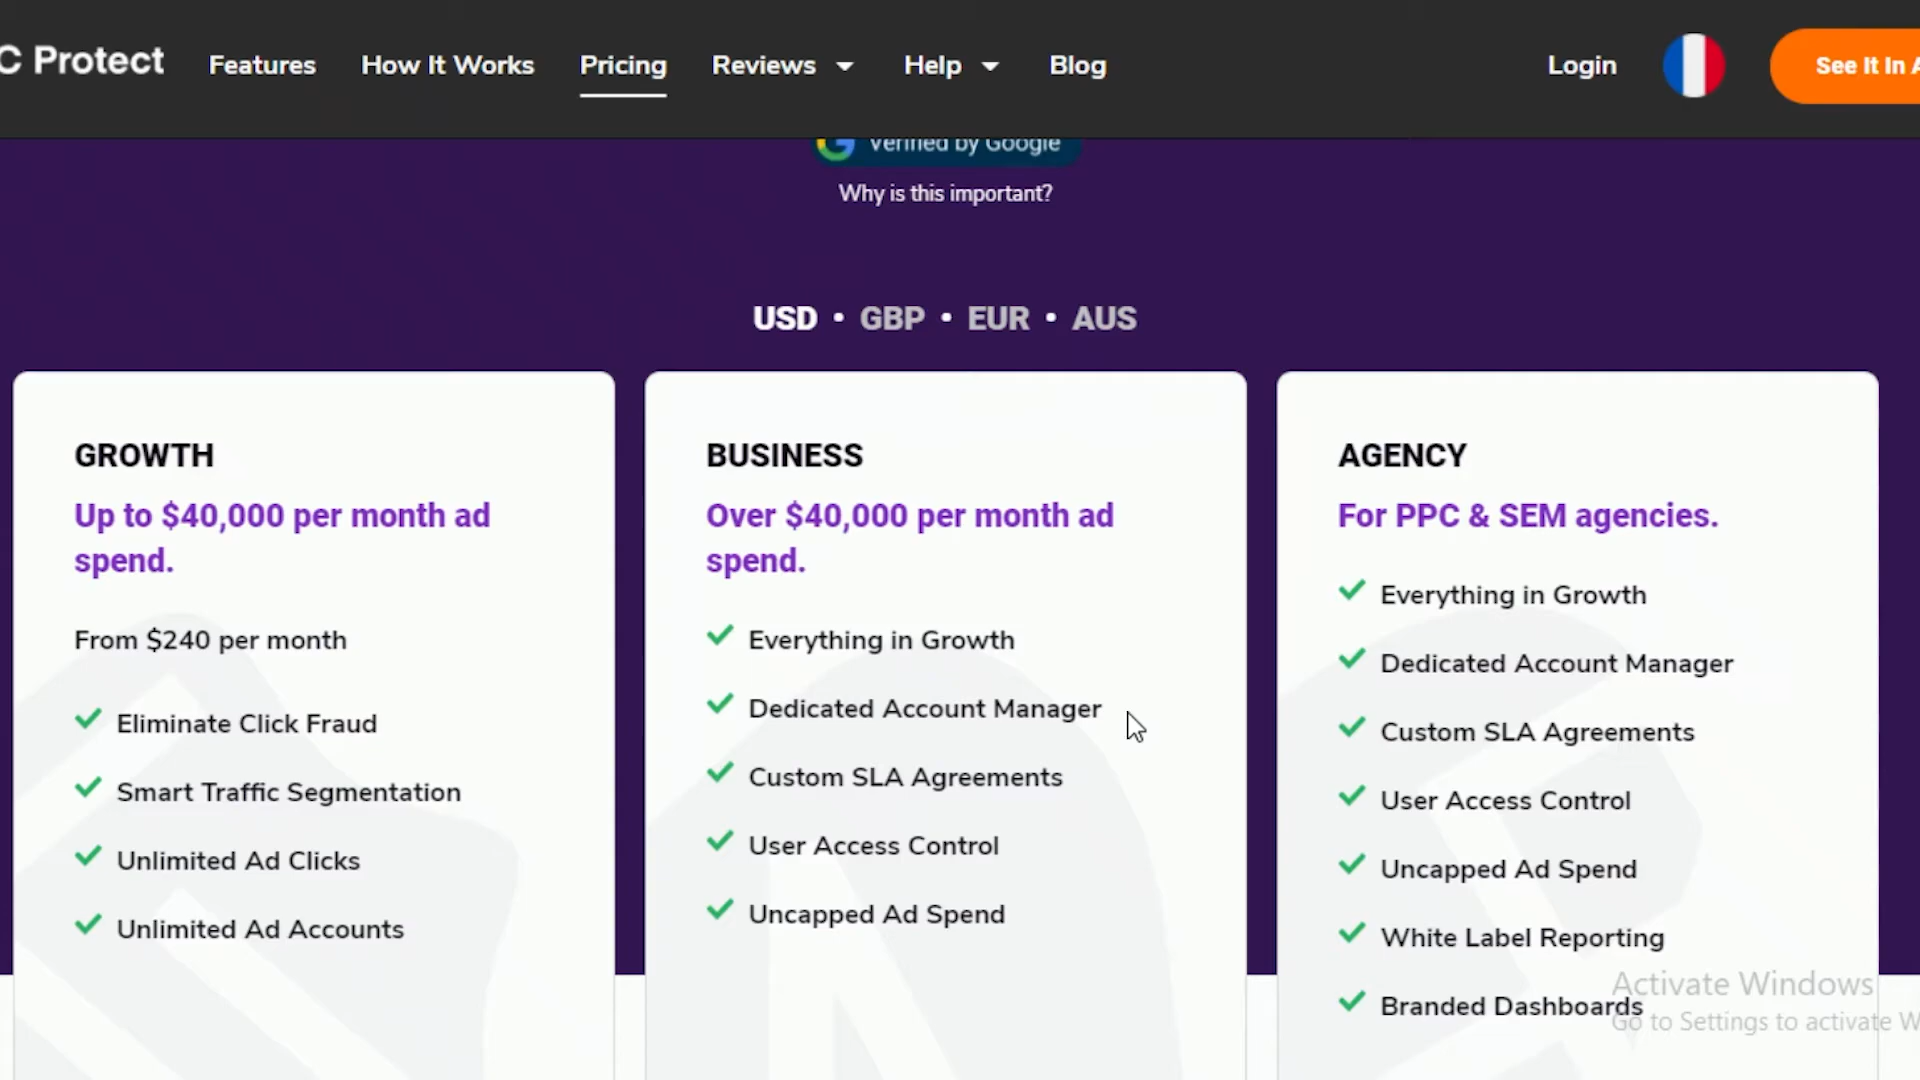 C Protect
Features
How It Works
Pricing
Reviews
Help
Blog
Login
See It In A
Verified by Google
Why is this important?
USD • GBP • EUR • AUS
GROWTH
Up to $40,000 per month ad
spend.
From $240 per month
Eliminate Click Fraud
Smart Traffic Segmentation
Unlimited Ad Clicks
Unlimited Ad Accounts
BUSINESS
Over $40,000 per month ad
spend.
Everything in Growth
Dedicated Account Manager
Custom SLA Agreements
User Access Control
Uncapped Ad Spend
AGENCY
For PPC & SEM agencies.
Everything in Growth
Dedicated Account Manager
Custom SLA Agreements
User Access Control
Uncapped Ad Spend
White Label Reporting
Branded Dashboards
Activate Windows
Go to Settings to activate W